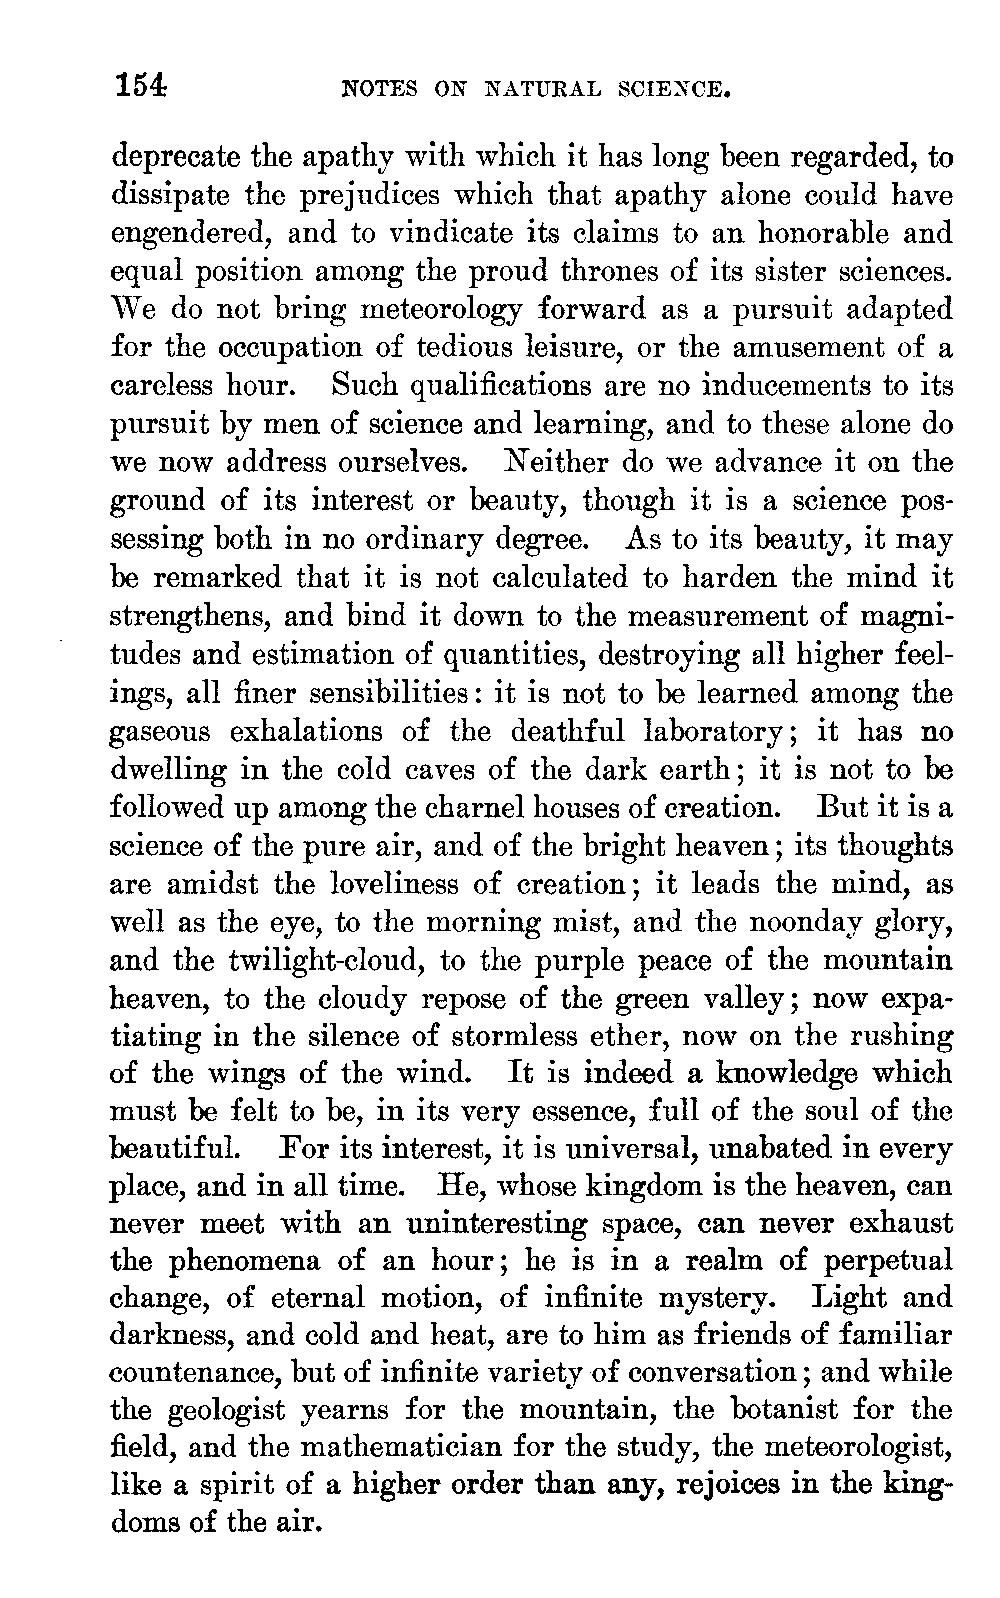 154 NOTES ON NATURAL SCIENCE.
deprecate the apathy with which it has long been regarded, to
dissipate the prejudices which that apathy alone could have
engendered, and to vindicate its claims to an honorable and
equal position among the proud thrones of its sister sciences.
We do not bring meteorology forward as a pursuit adapted
for the occupation of tedious leisure, or the amusement of a
careless hour. Such qualifications are no inducements to its
pursuit by men of science and learning, and to these alone do
we now address ourselves. Neither do we advance it on the
ground of its interest or beauty, though it is a science pos-
sessing both in no ordinary degree. As to its beauty, it may
be remarked that it is not calculated to harden the mind it
strengthens, and bind it down to the measurement of magni-
tudes and estimation of quantities, destroying all higher feel-
ings, all finer sensibilities: it is not to be learned among the
gaseous exhalations of the deathful laboratory; it has no
dwelling in the cold caves of the dark earth; it is not to be
followed up among the charnel houses of creation. But it is a
science of the pure air, and of the bright heaven; its thoughts
are amidst the loveliness of creation; it leads the mind, as
well as the eye, to the morning mist, and the noonday glory,
and the twilight-cloud, to the purple peace of the mountain
heaven, to the cloudy repose of the green valley; now expa-
tiating in the silence of stormless ether, now on the rushing
of the wings of the wind. It is indeed a knowledge which
must be felt to be, in its very essence, full of the soul of the
beautiful. For its interest, it is universal, unabated in every
place, and in all time. He, whose kingdom is the heaven, can
never meet with an uninteresting space, can never exhaust
the phenomena of an hour; he is in a realm of perpetual
change, of eternal motion, of infinite mystery. Light and
darkness, and cold and heat, are to him as friends of familiar
countenance, but of infinite variety of conversation; and while
the geologist yearns for the mountain, the botanist for the
field, and the mathematician for the study, the meteorologist,
like a spirit of a higher order than any, rejoices in the king-
doms of the air.